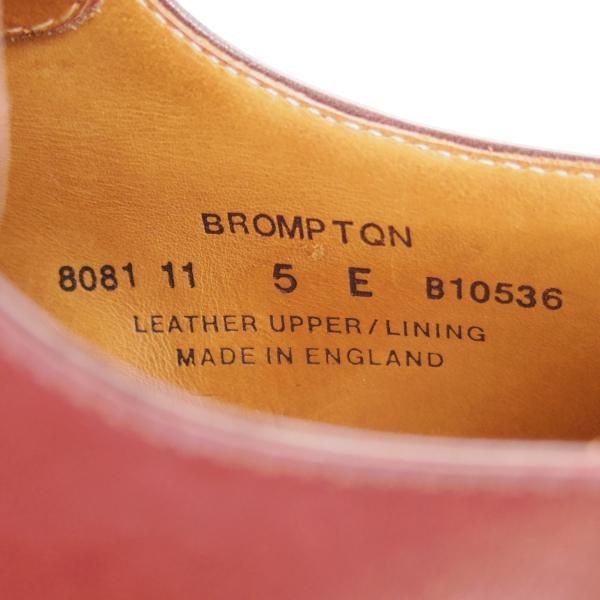 BROMPTON
8081 11 5 E B10536
LEATHER UPPER/LINING
MADE IN ENGLAND